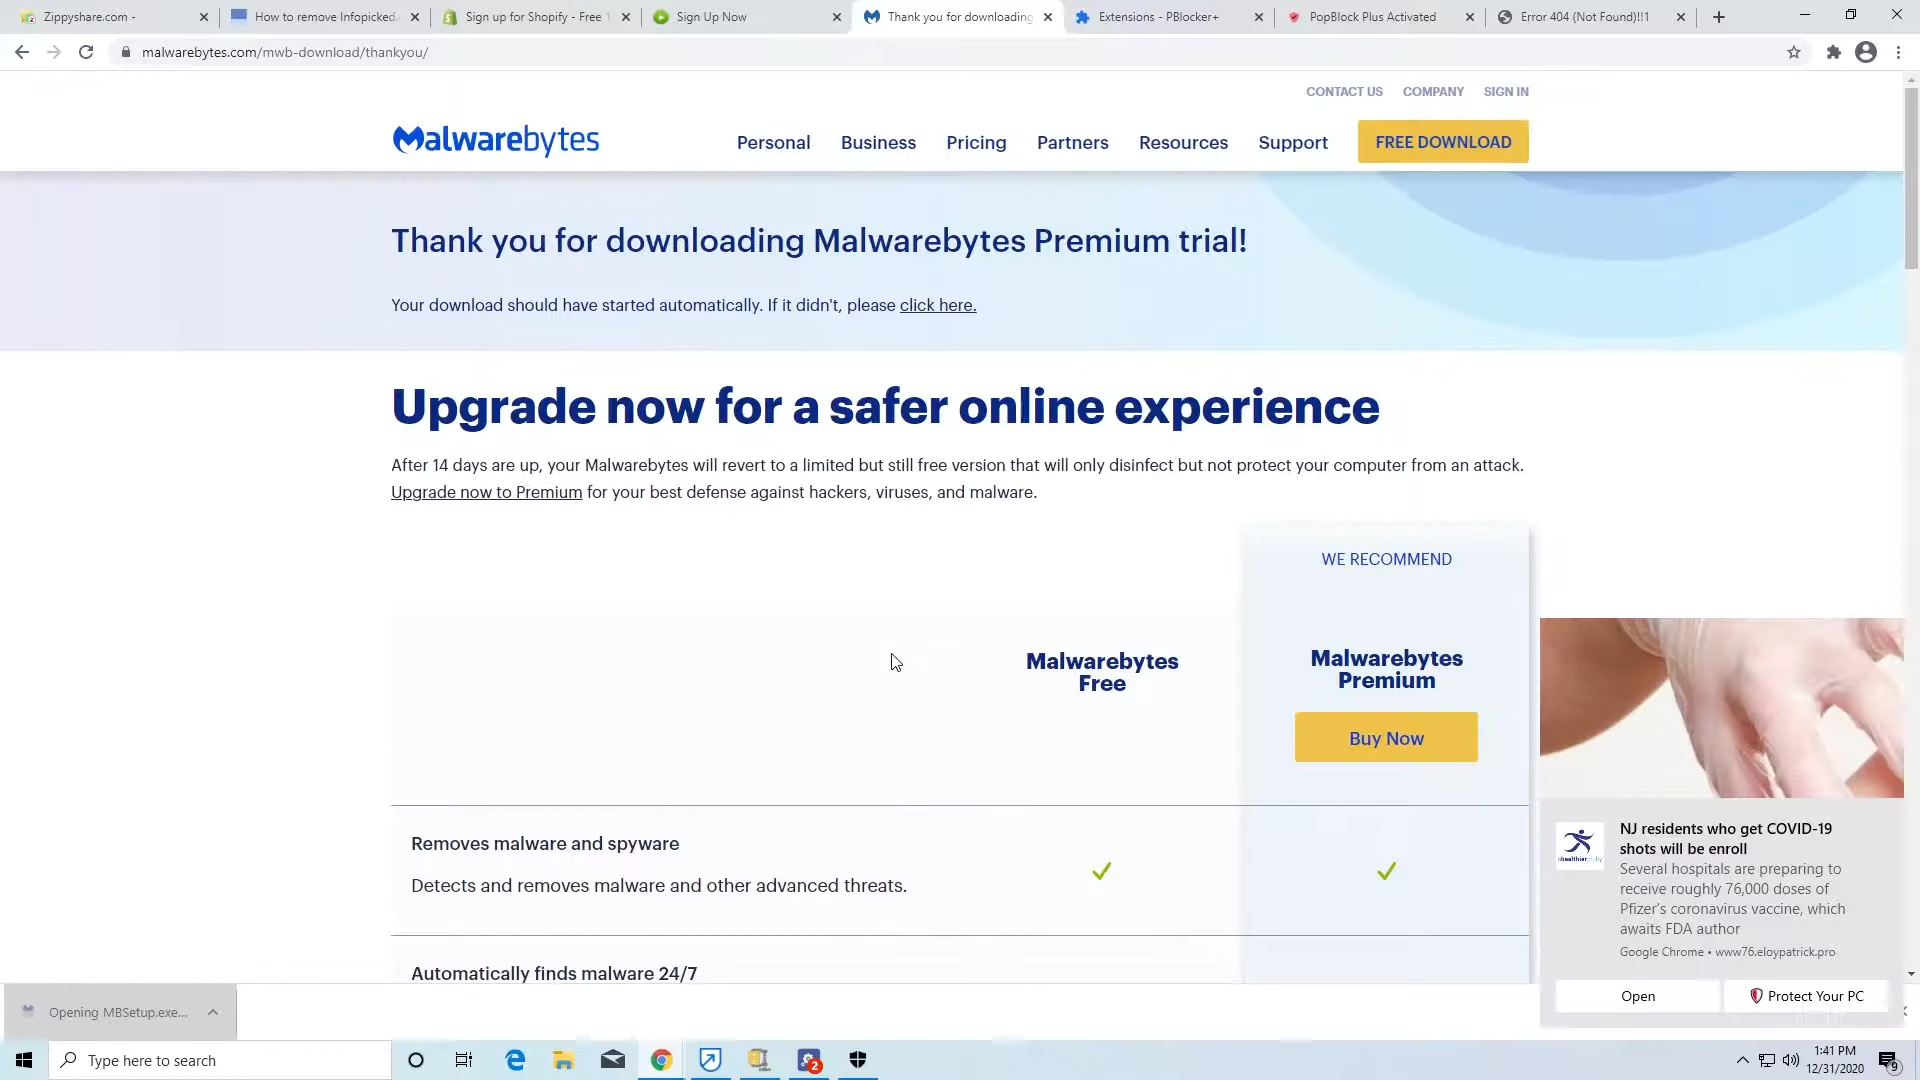 Zippyshare.com -
How to remove Infopicked.
Sign up for Shopify - Free
Sign Up Now
Thank you for downloading
Extensions - PBlocker+
PopBlock Plus Activated
Error 404 (Not Found)!!1
malwarebytes.com/mwb-download/thankyou/
CONTACT US COMPANY SIGN IN
Malwarebytes
Personal Business Pricing Partners Resources Support FREE DOWNLOAD
Thank you for downloading Malwarebytes Premium trial!
Your download should have started automatically. If it didn't, please click here.
Upgrade now for a safer online experience
After 14 days are up, your Malwarebytes will revert to a limited but still free version that will only disinfect but not protect your computer from an attack.
Upgrade now to Premium for your best defense against hackers, viruses, and malware.
WE RECOMMEND
Malwarebytes
Free
Malwarebytes
Premium
Buy Now
Removes malware and spyware
Detects and removes malware and other advanced threats.
Automatically finds malware 24/7
NJ residents who get COVID-19
shots will be enroll
Several hospitals are preparing to
receive roughly 76,000 doses of
Pfizer's coronavirus vaccine, which
awaits FDA author
Google Chrome • www76.eloypatrick.pro
Open
Protect Your PC
Opening MBSetup.exe...
Type here to search
2
1:41 PM
12/31/2020
9